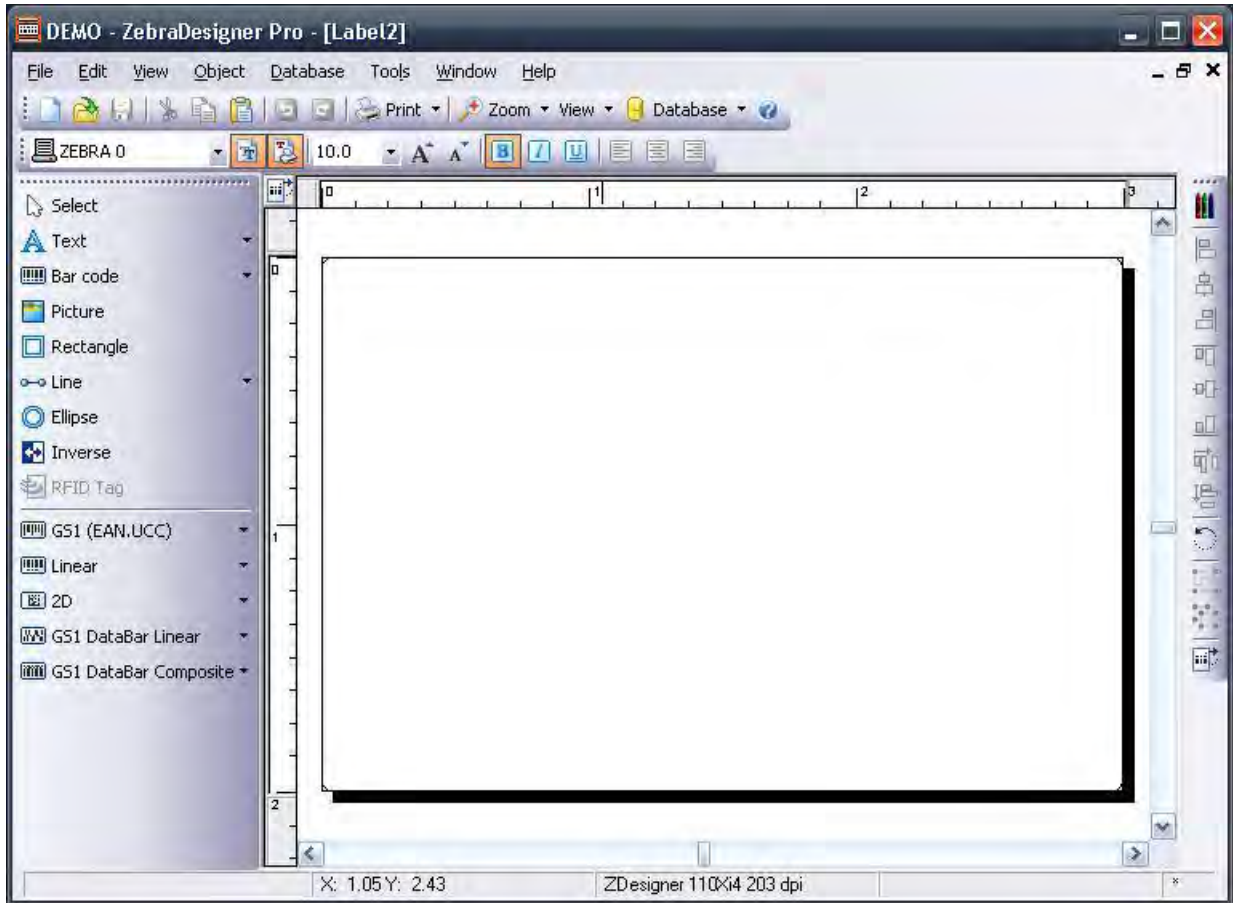 DEMO - ZebraDesigner Pro - [Label2]
File Edit View Object Database Tools Window Help
Print Zoom View Database
ZEBRA 0 10.0 A A B I U
0 1 2 3
Select
Text
Bar code
Picture
Rectangle
Line
Ellipse
Inverse
RFID Tag
GS1 (EAN.UCC)
Linear
2D
GS1 DataBar Linear
GS1 DataBar Composite
0
1
2
X: 1.05 Y: 2.43 ZDesigner 110Xi4 203 dpi *